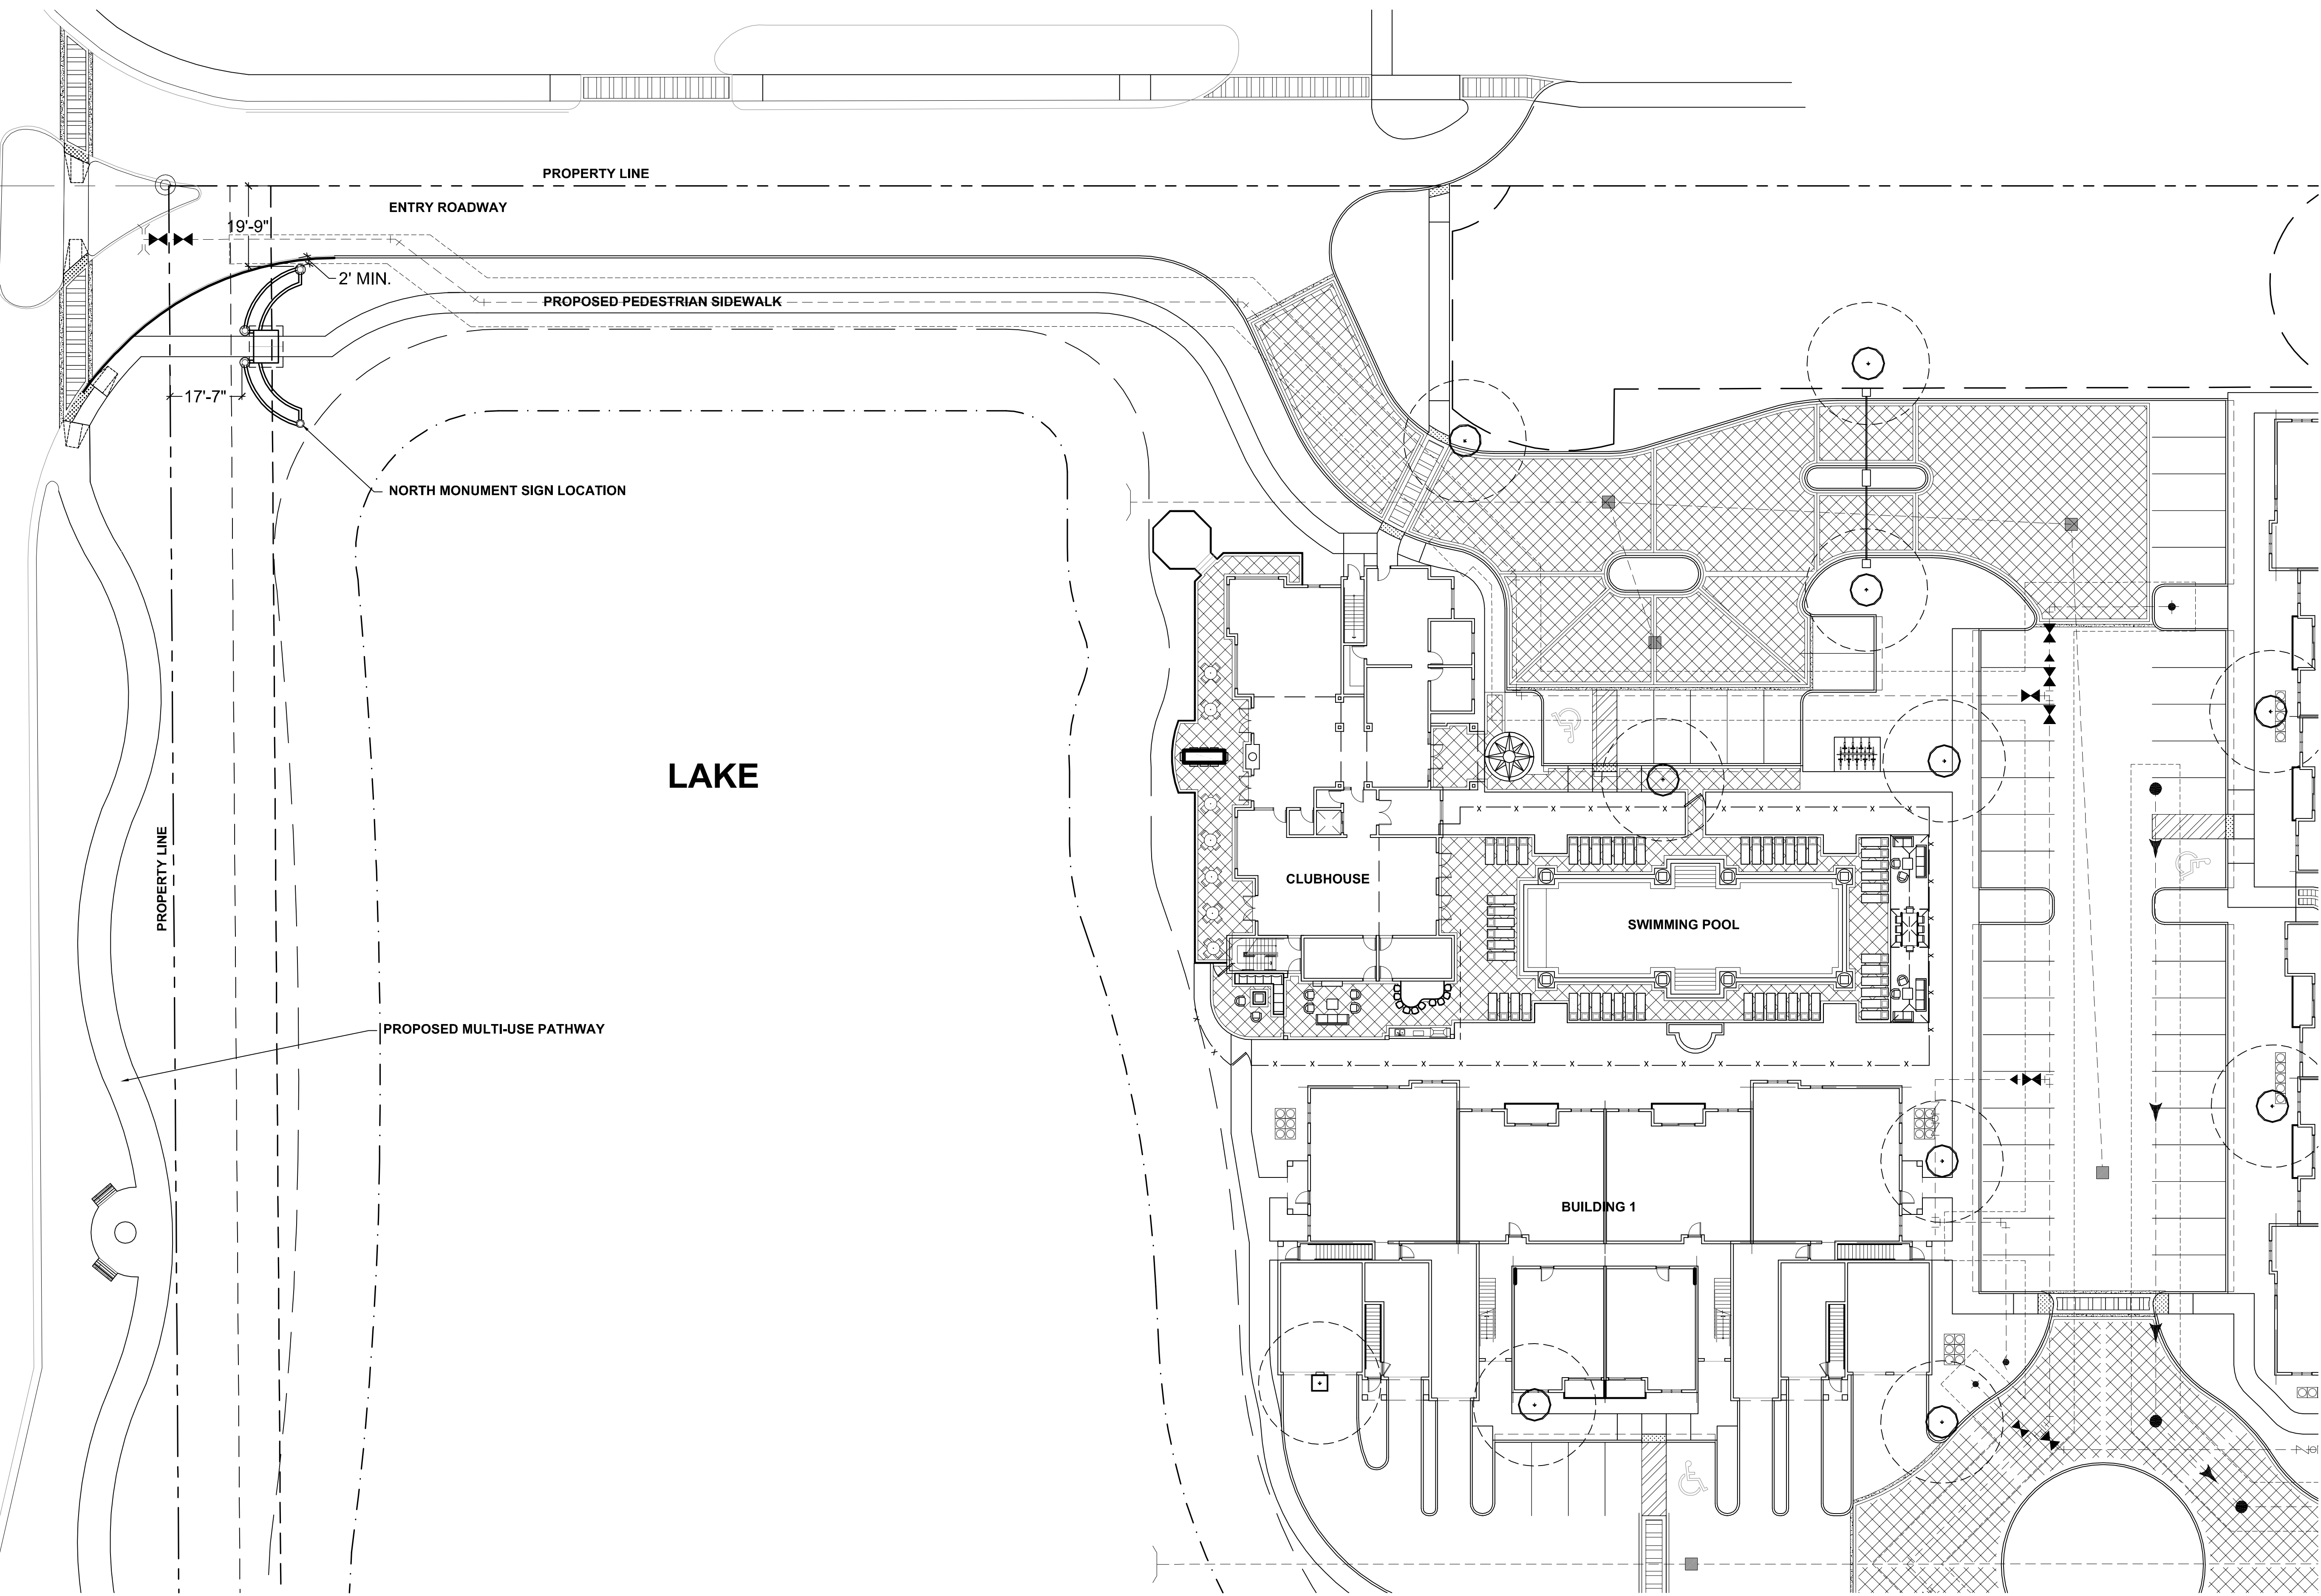 PROPERTY LINE
ENTRY ROADWAY
19'-9"
2' MIN.
PROPOSED PEDESTRIAN SIDEWALK
17'-7"
NORTH MONUMENT SIGN LOCATION
LAKE
PROPERTY LINE
CLUBHOUSE
SWIMMING POOL
PROPOSED MULTI-USE PATHWAY
BUILDING 1